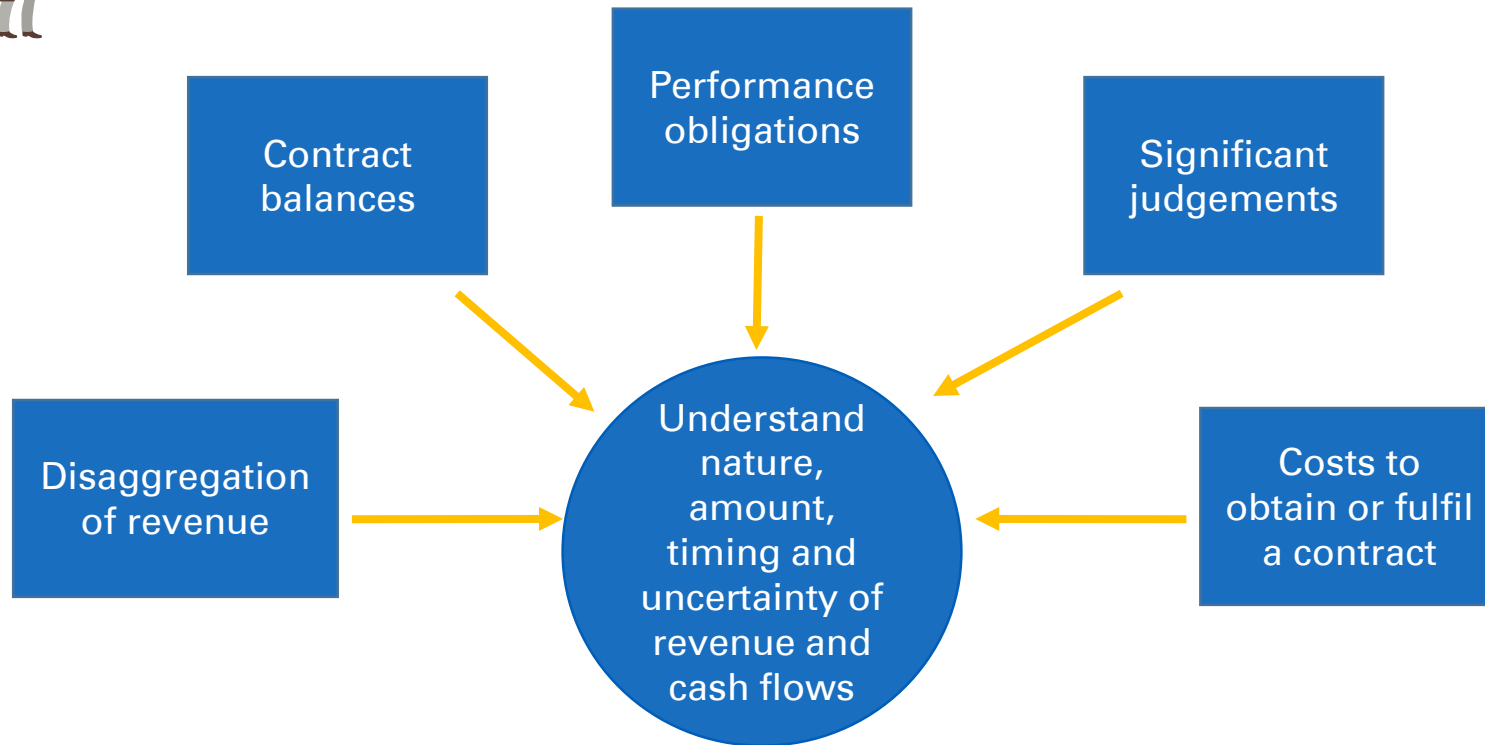 Performance
obligations
Contract
balances
Significant
judgements
Disaggregation
of revenue
Understand
nature,
amount,
timing and
uncertainty of
revenue and
cash flows
Costs to
obtain or fulfil
a contract